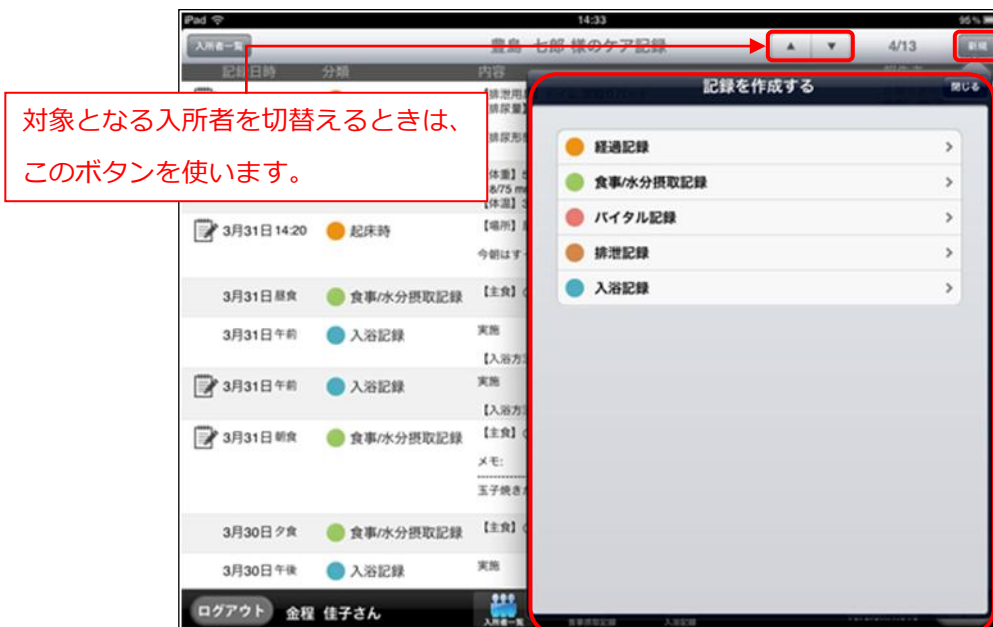 iPad 14:33 95%
入所者一覧 豊島 七郎 様のケア記録 ▲ ▼ 4/13 新規
記録日時 分類 内容
記録を作成する 閉じる
対象となる入所者を切替えるときは、
このボタンを使います。
経過記録
食事/水分摂取記録
バイタル記録
排泄記録
入浴記録
【排尿量】
3月31日 14:20 起床時
3月31日 昼食 食事/水分摂取記録 【主食】
3月31日 午前 入浴記録 実施
3月31日 午前 入浴記録 実施
3月31日 朝食 食事/水分摂取記録 【主食】
メモ:
玉子焼き
3月30日 夕食 食事/水分摂取記録 【主食】
3月30日 午後 入浴記録 実施
ログアウト 金程 佳子さん 入所者一覧